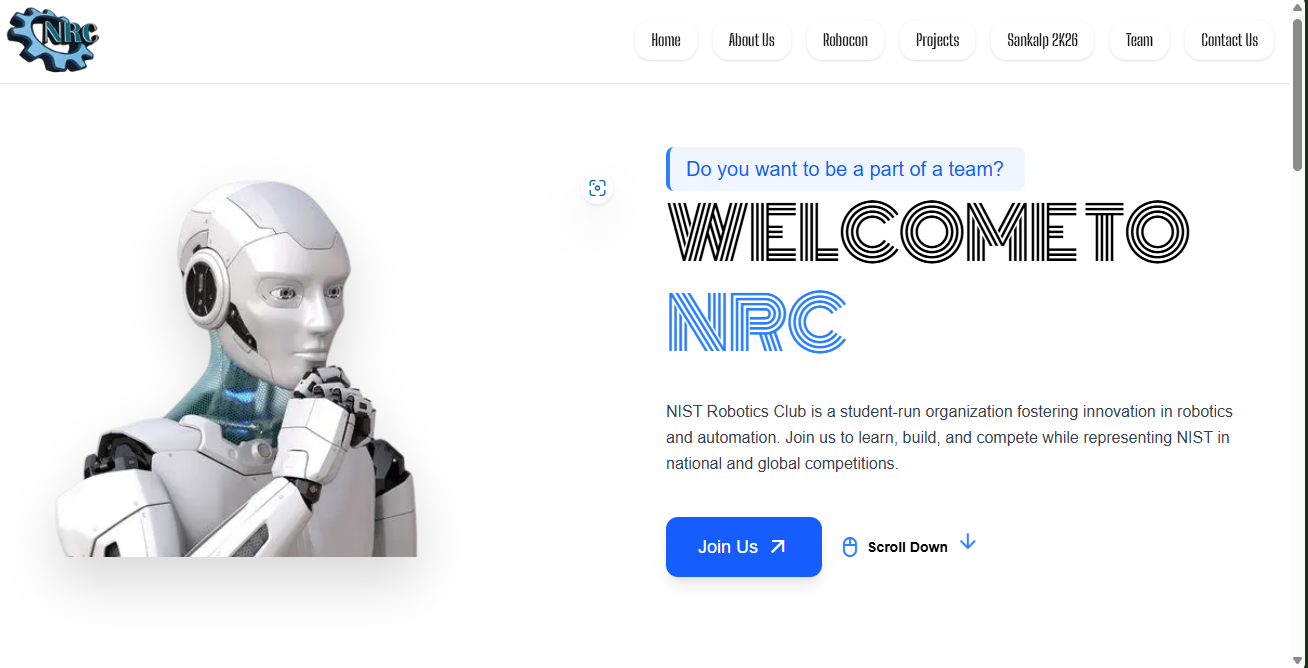 NRC
Home
About Us
Robocon
Projects
Sankalp 2K26
Team
Contact Us
Do you want to be a part of a team?
WELCOME TO
NRC
NIST Robotics Club is a student-run organization fostering innovation in robotics
and automation. Join us to learn, build, and compete while representing NIST in
national and global competitions.
Join Us
Scroll Down